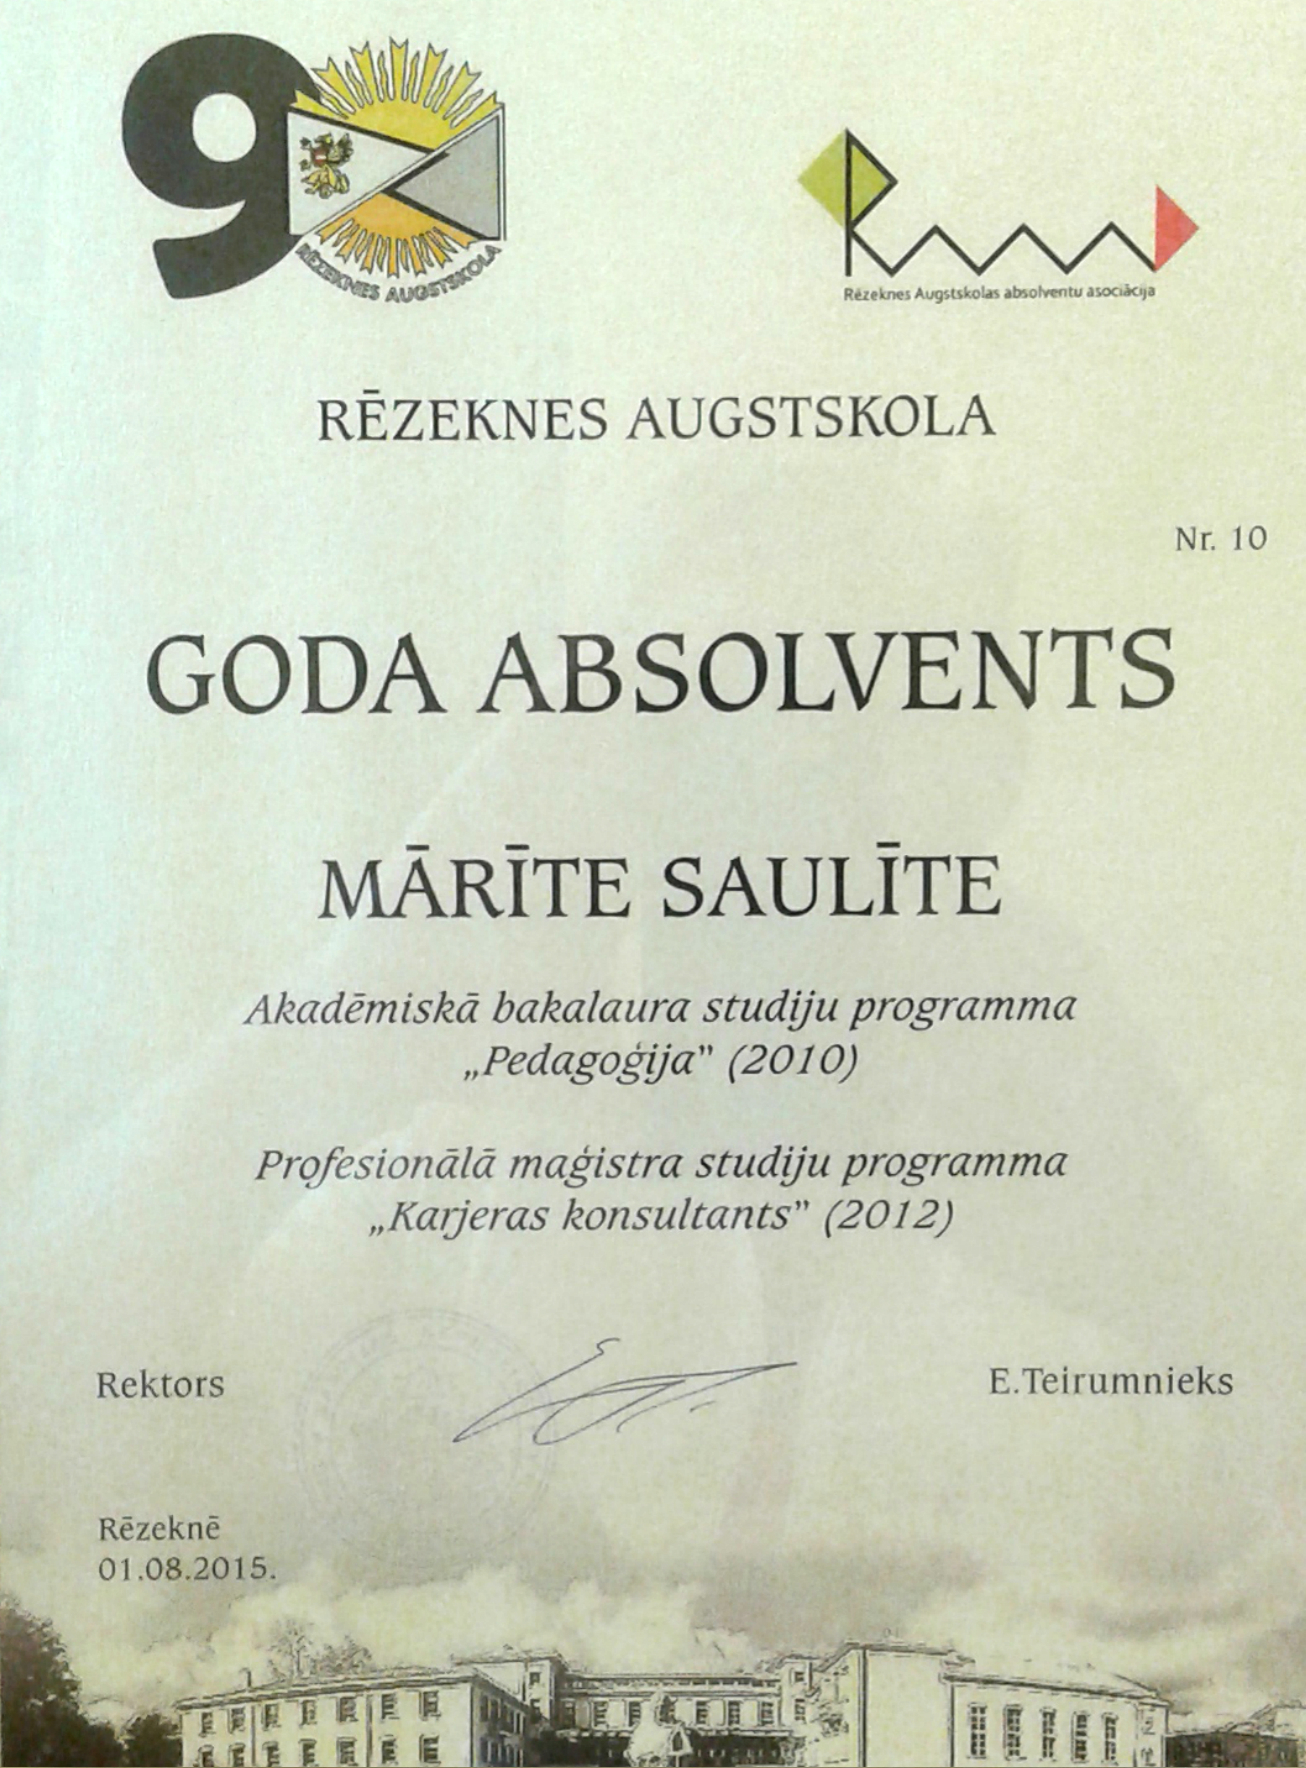 9
RĒZEKNES AUGSTSKOLA
Rēzeknes Augstskolas absolventu asociācija
RĒZEKNES AUGSTSKOLA
Nr. 10
GODA ABSOLVENTS
MĀRĪTE SAULĪTE
Akadēmiskā bakalaura studiju programma
„Pedagoģija” (2010)
Profesionālā maģistra studiju programma
„Karjeras konsultants” (2012)
Rektors
E.Teirumnieks
Rēzeknē
01.08.2015.